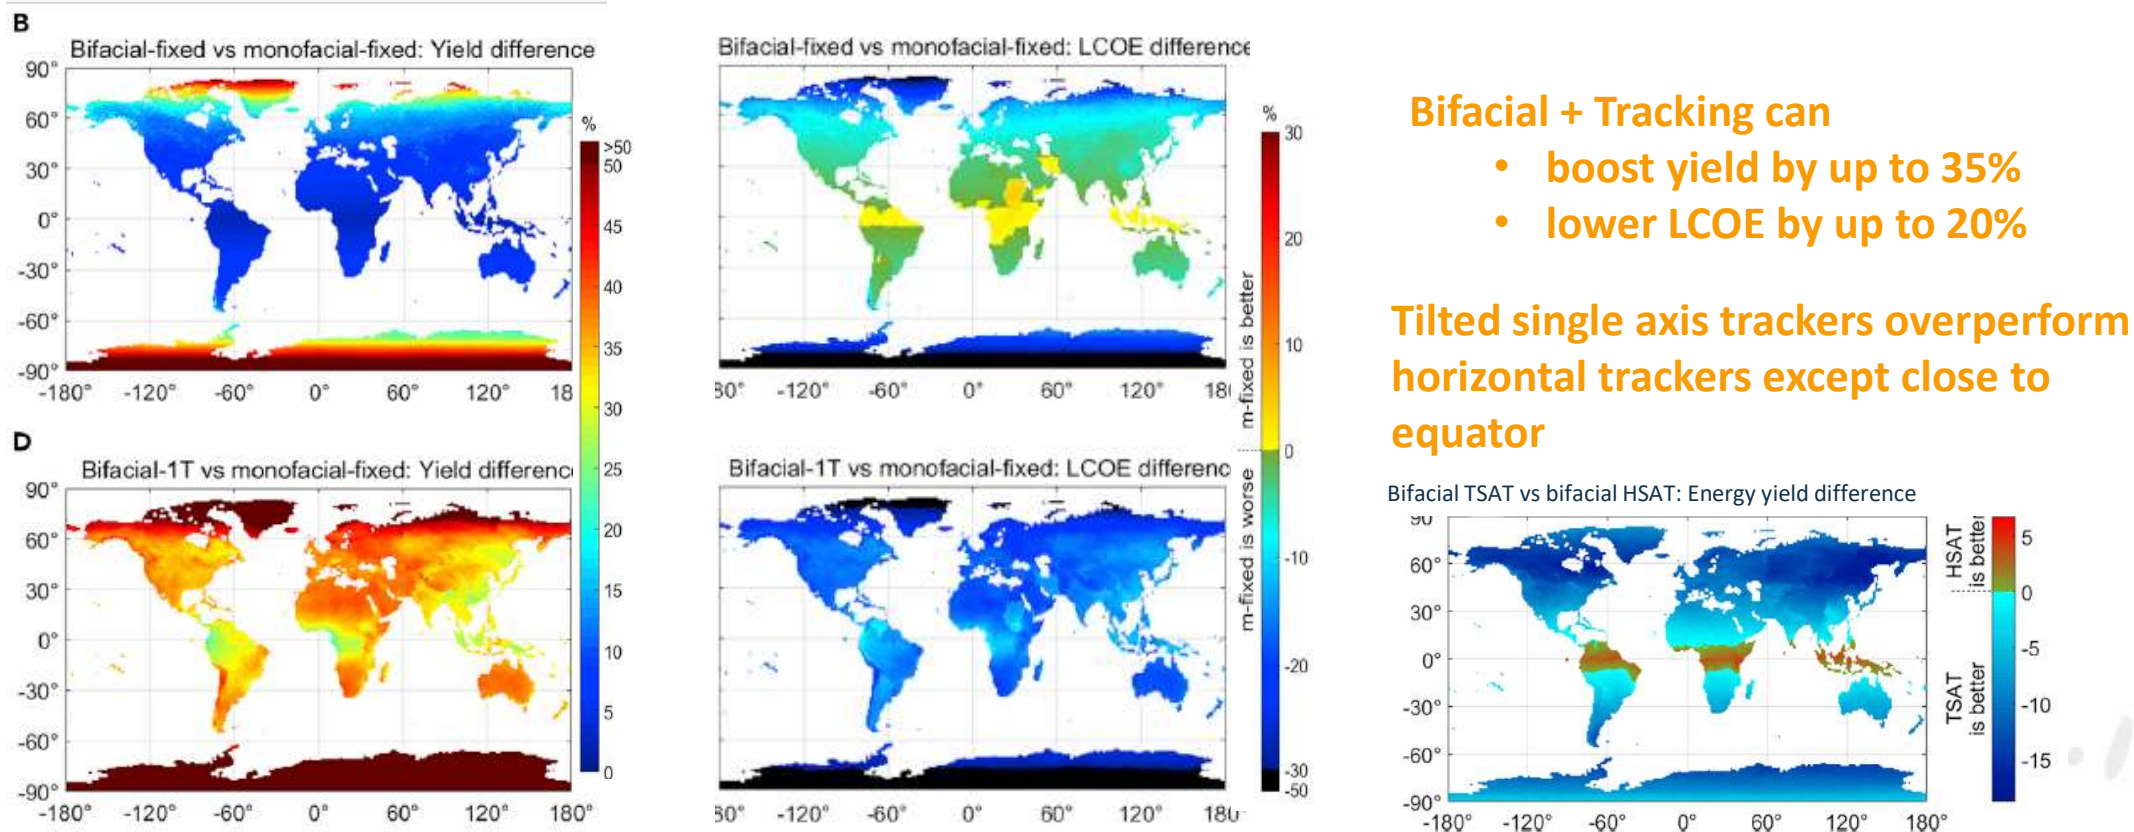 B
Bifacial-fixed vs monofacial-fixed: Yield difference
90°
60°
30°
0°
-30°
-60°
-90°
-180° -120° -60° 0° 60° 120° 180°
%
>50
50
45
40
35
30
25
20
15
10
5
0
Bifacial-fixed vs monofacial-fixed: LCOE difference
-120° -60° 0° 60° 120°
%
30
20
10
0
-10
-20
-30
-50
m-fixed is better
m-fixed is worse
D
Bifacial-1T vs monofacial-fixed: Yield difference
90°
60°
30°
0°
-30°
-60°
-90°
-180° -120° -60° 0° 60° 120° 180°
Bifacial-1T vs monofacial-fixed: LCOE differenc
-120° -60° 0° 60° 120°
Bifacial + Tracking can
• boost yield by up to 35%
• lower LCOE by up to 20%
Tilted single axis trackers overperform
horizontal trackers except close to
equator
Bifacial TSAT vs bifacial HSAT: Energy yield difference
90
60°
30°
0°
-30°
-60°
-90°
-180° -120° -60° 0° 60° 120° 180°
5
0
-5
-10
-15
HSAT
is better
TSAT
is better